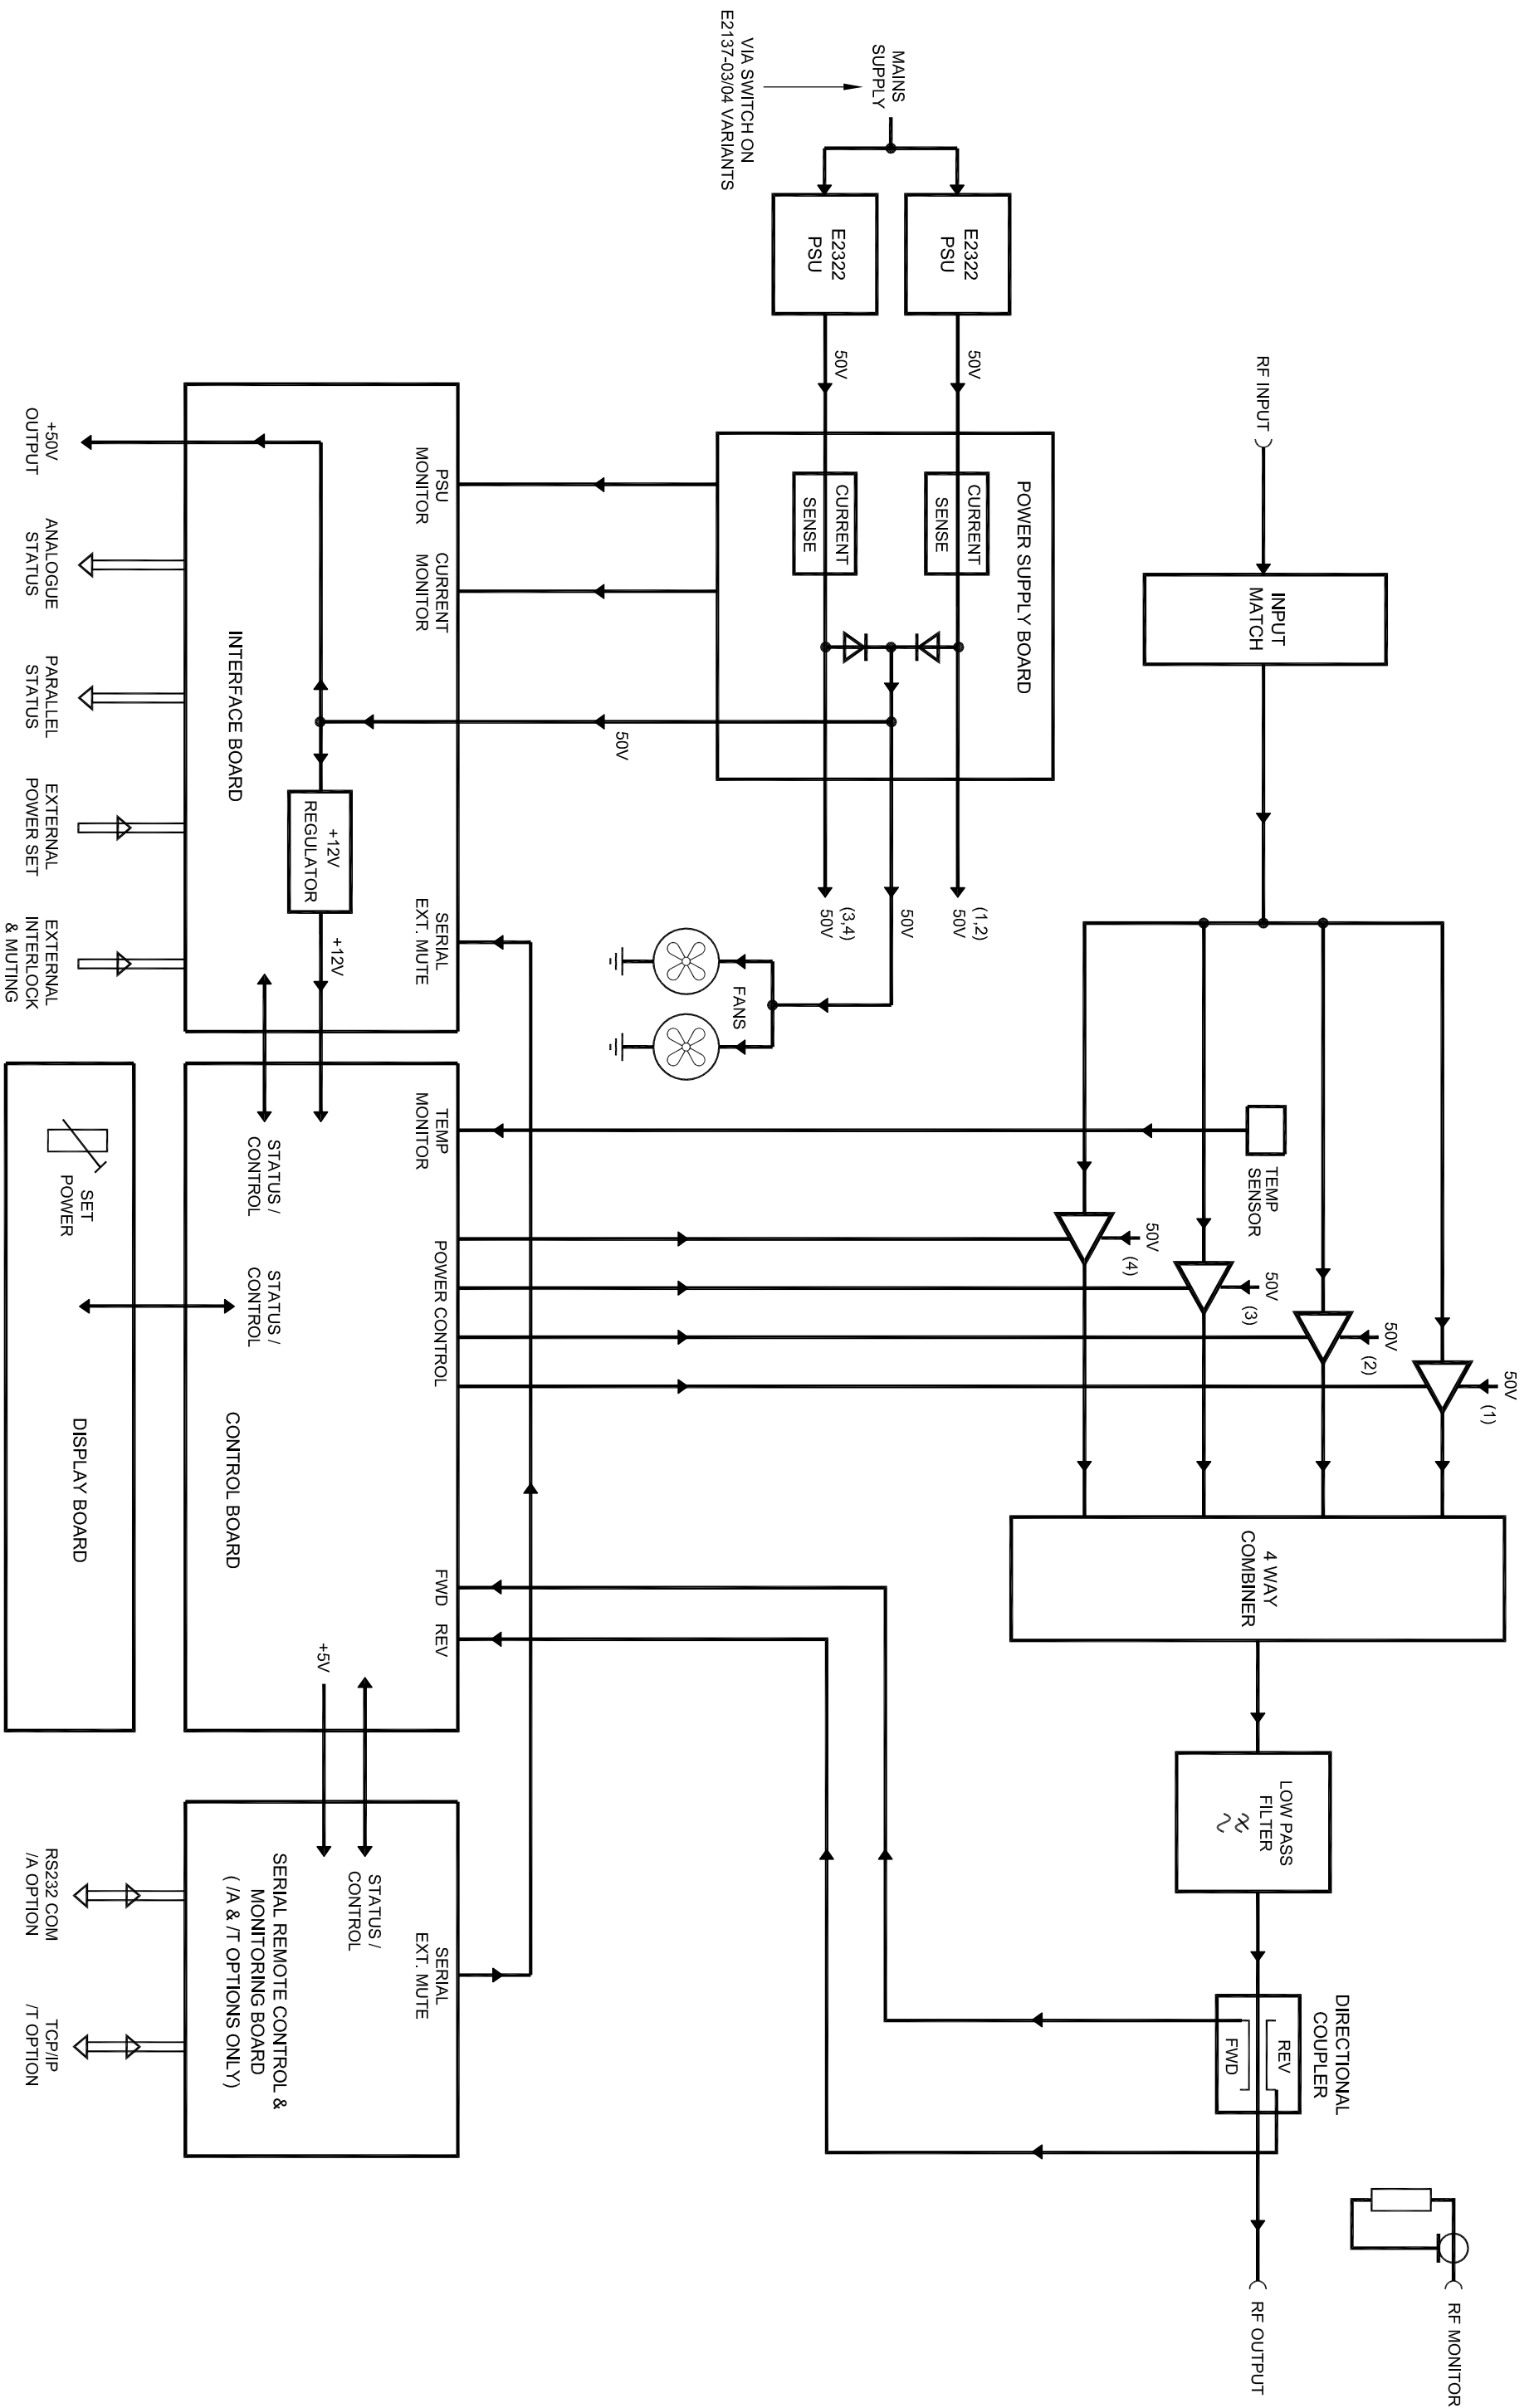 RF MONITOR
RF INPUT
INPUT
MATCH
TEMP
SENSOR
50V
(1)
50V
(2)
50V
(3)
50V
(4)
4 WAY
COMBINER
LOW PASS
FILTER
DIRECTIONAL
COUPLER
REV
FWD
RF OUTPUT
MAINS
SUPPLY
VIA SWITCH ON
E2137-03/04 VARIANTS
E2322
PSU
E2322
PSU
50V
50V
POWER SUPPLY BOARD
CURRENT
SENSE
CURRENT
SENSE
(1,2)
50V
50V
(3,4)
50V
FANS
50V
PSU
MONITOR
CURRENT
MONITOR
SERIAL
EXT. MUTE
+12V
REGULATOR
+12V
INTERFACE BOARD
+50V
OUTPUT
ANALOGUE
STATUS
PARALLEL
STATUS
EXTERNAL
POWER SET
EXTERNAL
INTERLOCK
& MUTING
TEMP
MONITOR
POWER CONTROL
FWD
REV
STATUS /
CONTROL
STATUS /
CONTROL
CONTROL BOARD
+5V
SET
POWER
DISPLAY BOARD
SERIAL
EXT. MUTE
STATUS /
CONTROL
SERIAL REMOTE CONTROL &
MONITORING BOARD
( /A & /T OPTIONS ONLY)
RS232 COM
/A OPTION
TCP/IP
/T OPTION